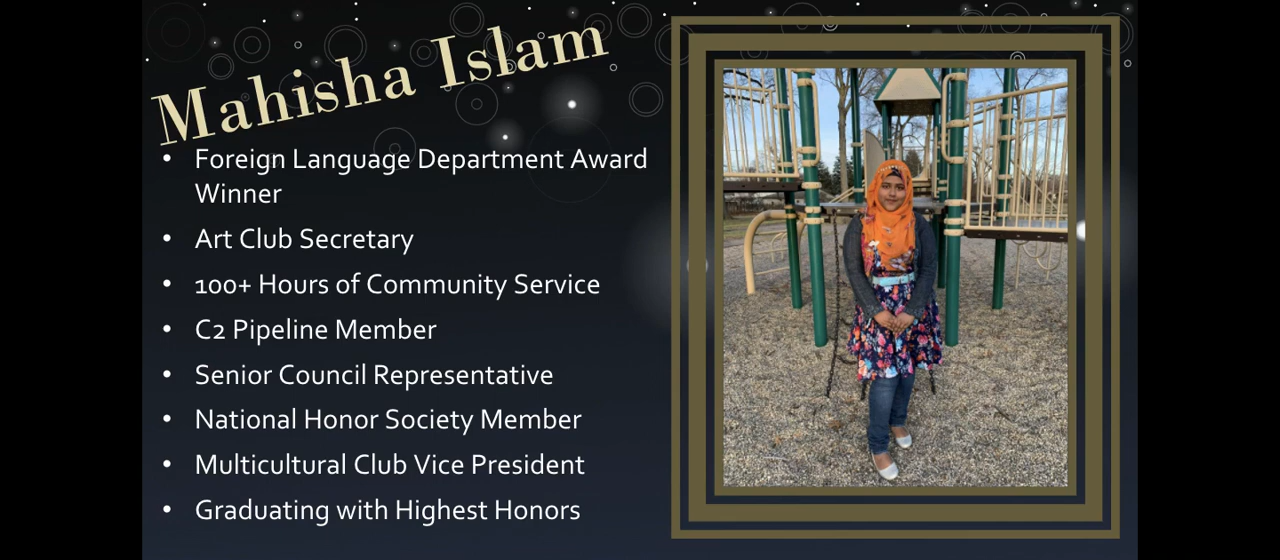 Mahisha Islam
• Foreign Language Department Award
Winner
• Art Club Secretary
• 100+ Hours of Community Service
• C2 Pipeline Member
• Senior Council Representative
• National Honor Society Member
• Multicultural Club Vice President
• Graduating with Highest Honors